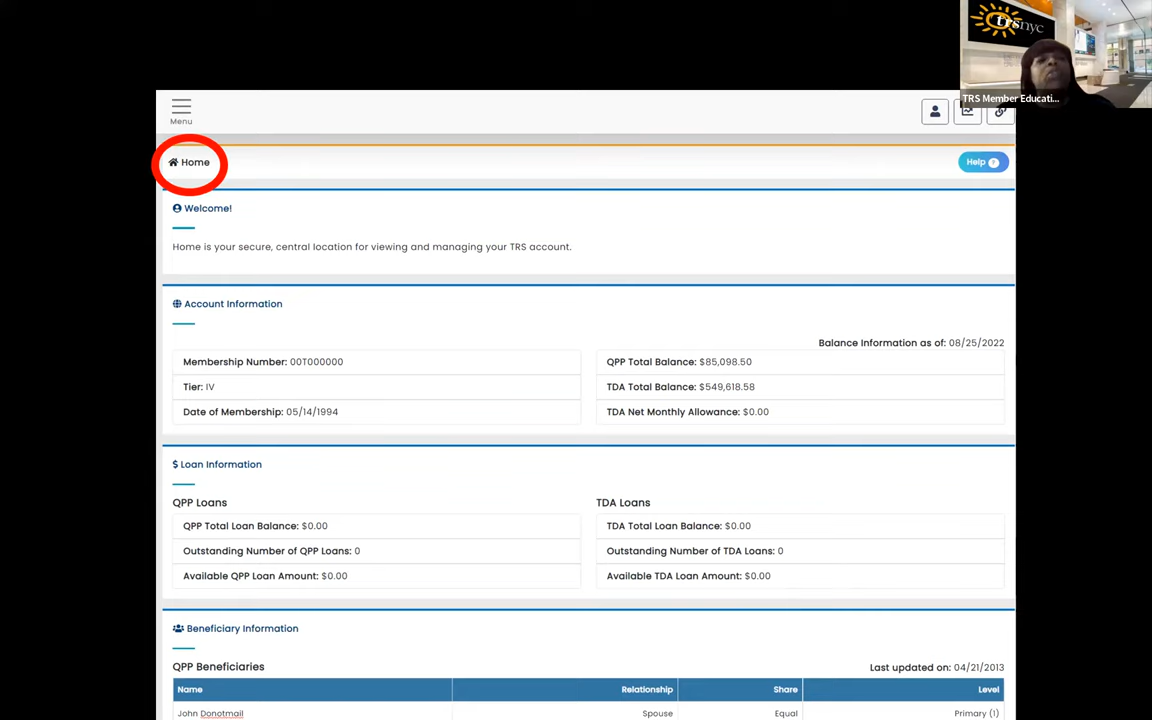 trsnyc
TRS Member Educati...
Menu
Home
Help ?
Welcome!
Home is your secure, central location for viewing and managing your TRS account.
Account Information
Balance Information as of: 08/25/2022
Membership Number: 00T000000
QPP Total Balance: $85,098.50
Tier: IV
TDA Total Balance: $549,618.58
Date of Membership: 05/14/1994
TDA Net Monthly Allowance: $0.00
$ Loan Information
QPP Loans
TDA Loans
QPP Total Loan Balance: $0.00
TDA Total Loan Balance: $0.00
Outstanding Number of QPP Loans: 0
Outstanding Number of TDA Loans: 0
Available QPP Loan Amount: $0.00
Available TDA Loan Amount: $0.00
Beneficiary Information
QPP Beneficiaries
Last updated on: 04/21/2013
Name Relationship Share Level
John Donotmail Spouse Equal Primary (1)